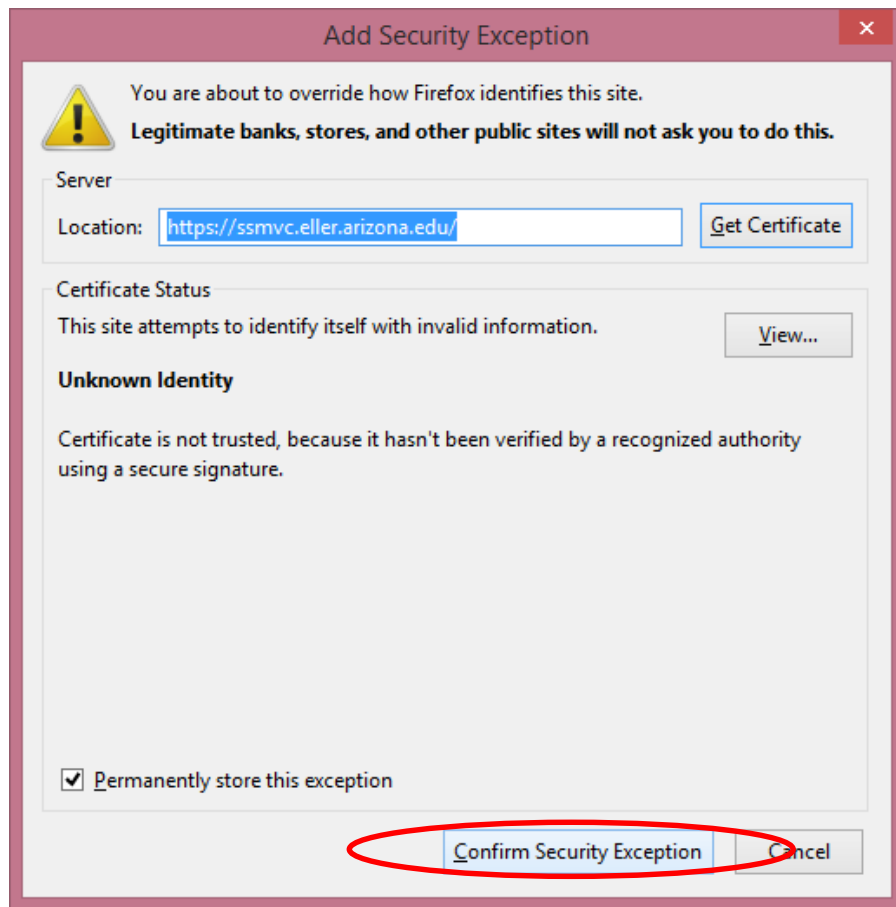 Add Security Exception
You are about to override how Firefox identifies this site.
Legitimate banks, stores, and other public sites will not ask you to do this.
Server
Location: https://ssmvc.eller.arizona.edu/ Get Certificate
Certificate Status
This site attempts to identify itself with invalid information. View...
Unknown Identity
Certificate is not trusted, because it hasn't been verified by a recognized authority
using a secure signature.
Permanently store this exception
Confirm Security Exception Cancel